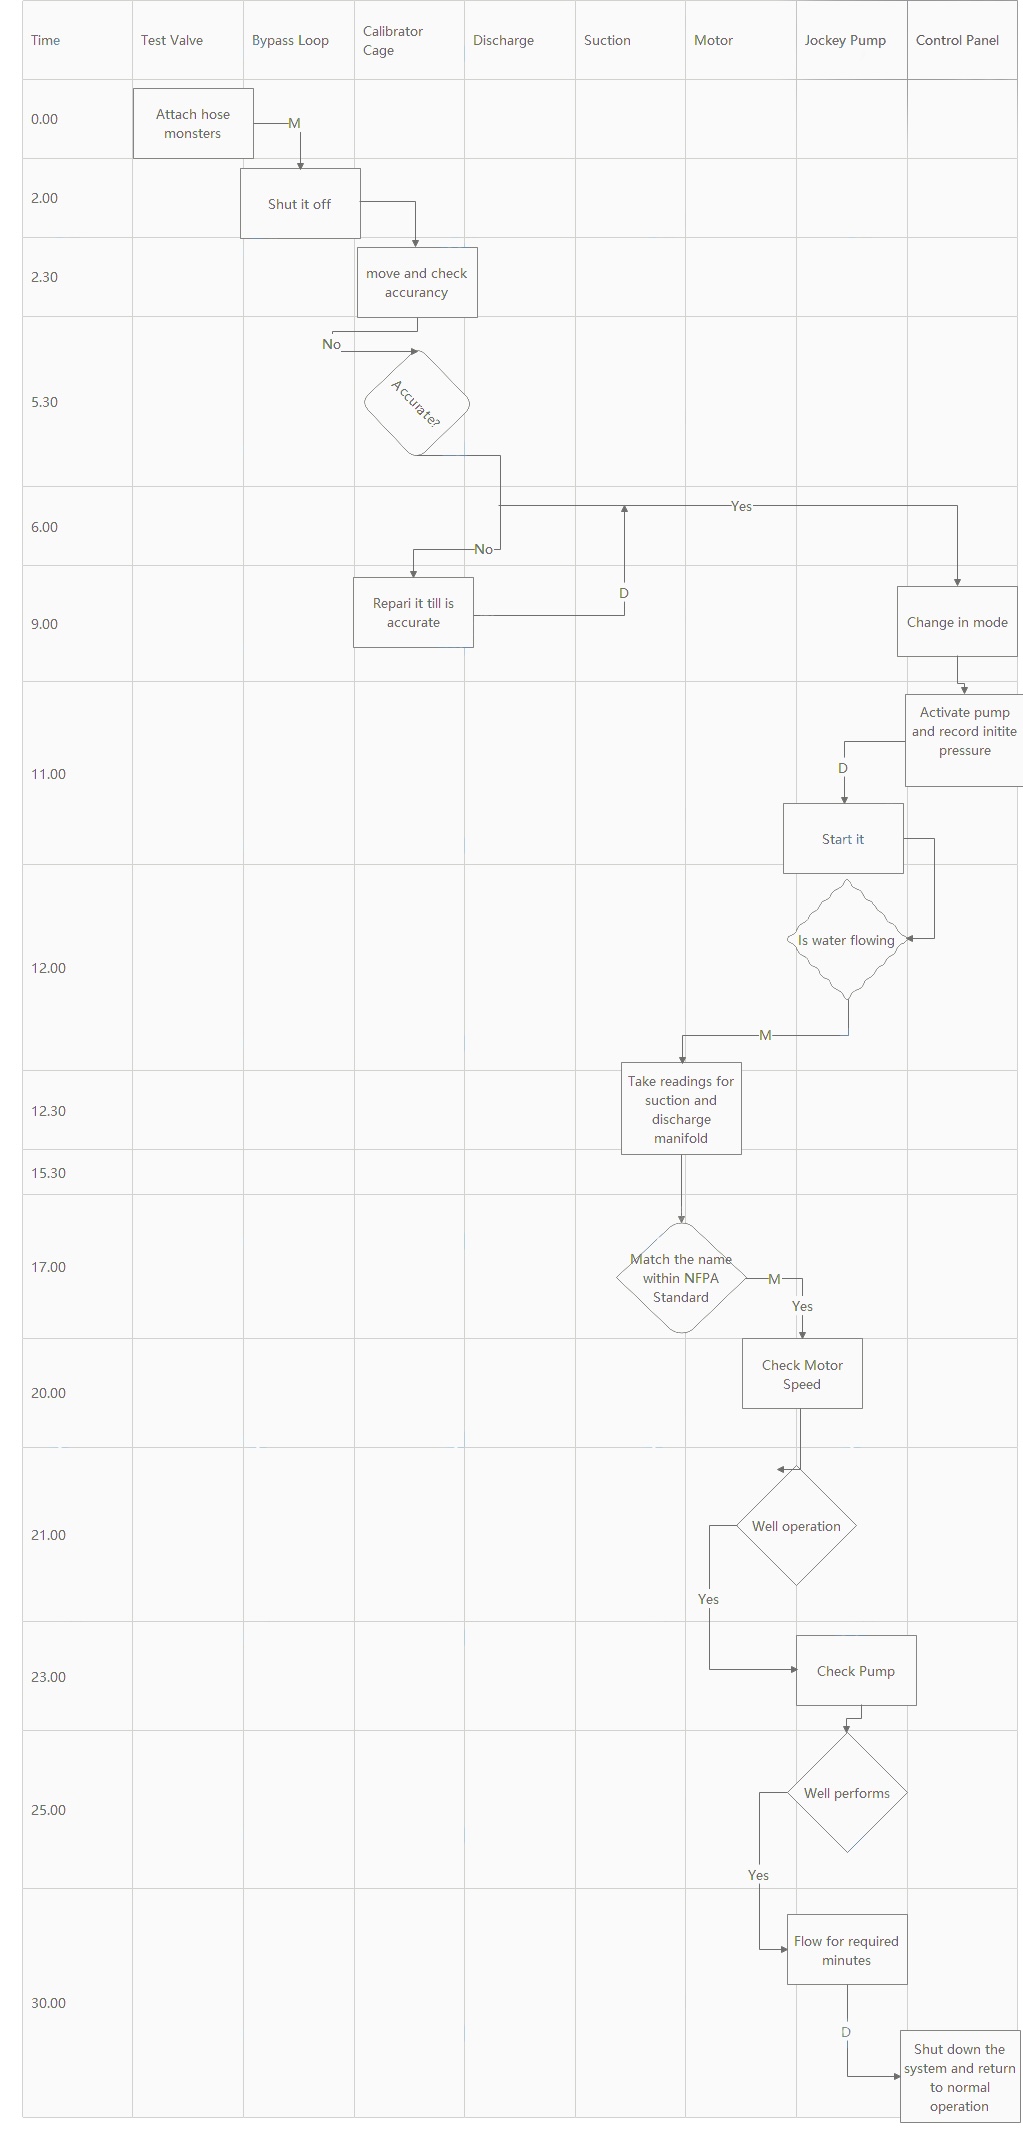 Time
Test Valve
Bypass Loop
Calibrator
Cage
Discharge
Suction
Motor
Jockey Pump
Control Panel
0.00
Attach hose
monsters
M
2.00
Shut it off
2.30
move and check
accurancy
No
5.30
Accurate?
6.00
Yes
No
9.00
Repari it till is
accurate
D
Change in mode
Activate pump
and record initite
pressure
11.00
D
Start it
12.00
Is water flowing
M
12.30
Take readings for
suction and
discharge
manifold
15.30
17.00
Match the name
within NFPA
Standard
M
Yes
20.00
Check Motor
Speed
21.00
Well operation
Yes
23.00
Check Pump
25.00
Well performs
Yes
Flow for required
minutes
30.00
D
Shut down the
system and return
to normal
operation